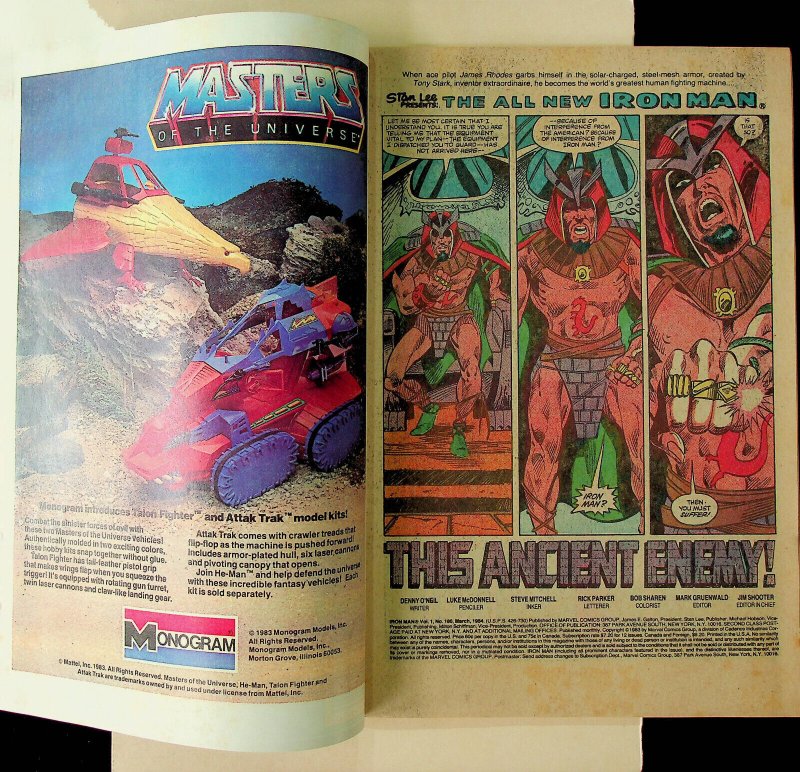 MASTERS
OF THE UNIVERSE
Monogram introduces Talon Fighter™ and Attak Trak™ model kits!
Combat the sinister forces of evil with
these two Masters of the Universe vehicles!
Authentically molded in two exciting colors,
these hobby kits snap together without glue.
Talon Fighter has fall-feather pistol grip
that makes wings flap when you squeeze the
trigger! It's equipped with rotating gun turret,
twin laser cannons and claw-like landing gear.
Attak Trak comes with crawler treads that
flip-flop as the machine is pushed forward!
Includes armor-plated hull, six laser cannons
and pivoting canopy that opens.
Join He-Man™ and help defend the universe
with these incredible fantasy vehicles! Each
kit is sold separately.
MONOGRAM
© 1983 Monogram Models, Inc.
All Rights Reserved.
Monogram Models, Inc.,
Morton Grove, Illinois 60053.
© Mattel, Inc. 1983. All Rights Reserved. Masters of the Universe, He-Man, Talon Fighter and
Attak Trak are trademarks owned by and used under license from Mattel, Inc.
When ace pilot James Rhodes garbs himself in the solar-charged, steel-mesh armor, created by
Tony Stark, inventor extraordinaire, he becomes the world's greatest human fighting machine...
Stan Lee
PRESENTS:
THE ALL NEW IRON MAN®
LET ME BE MOST CERTAIN THAT I
UNDERSTAND YOU. IT IS TRUE YOU ARE
TELLING ME THAT THE EQUIPMENT
VITAL TO MY PLAN--THE EQUIPMENT
I DISPATCHED YOU TO GUARD--HAS
NOT ARRIVED HERE--
--BECAUSE OF
INTERFERENCE FROM
THE AMERICAN? BECAUSE
OF INTERFERENCE FROM
IRON MAN?
IS
THAT
SO?
IRON
MAN?
THEN--
YOU MUST
SUFFER!
THIS ANCIENT ENEMY!
DENNY O'NEIL
WRITER
LUKE McDONNELL
PENCILER
STEVE MITCHELL
INKER
RICK PARKER
LETTERER
BOB SHAREN
COLORIST
MARK GRUENWALD
EDITOR
JIM SHOOTER
EDITOR IN CHIEF